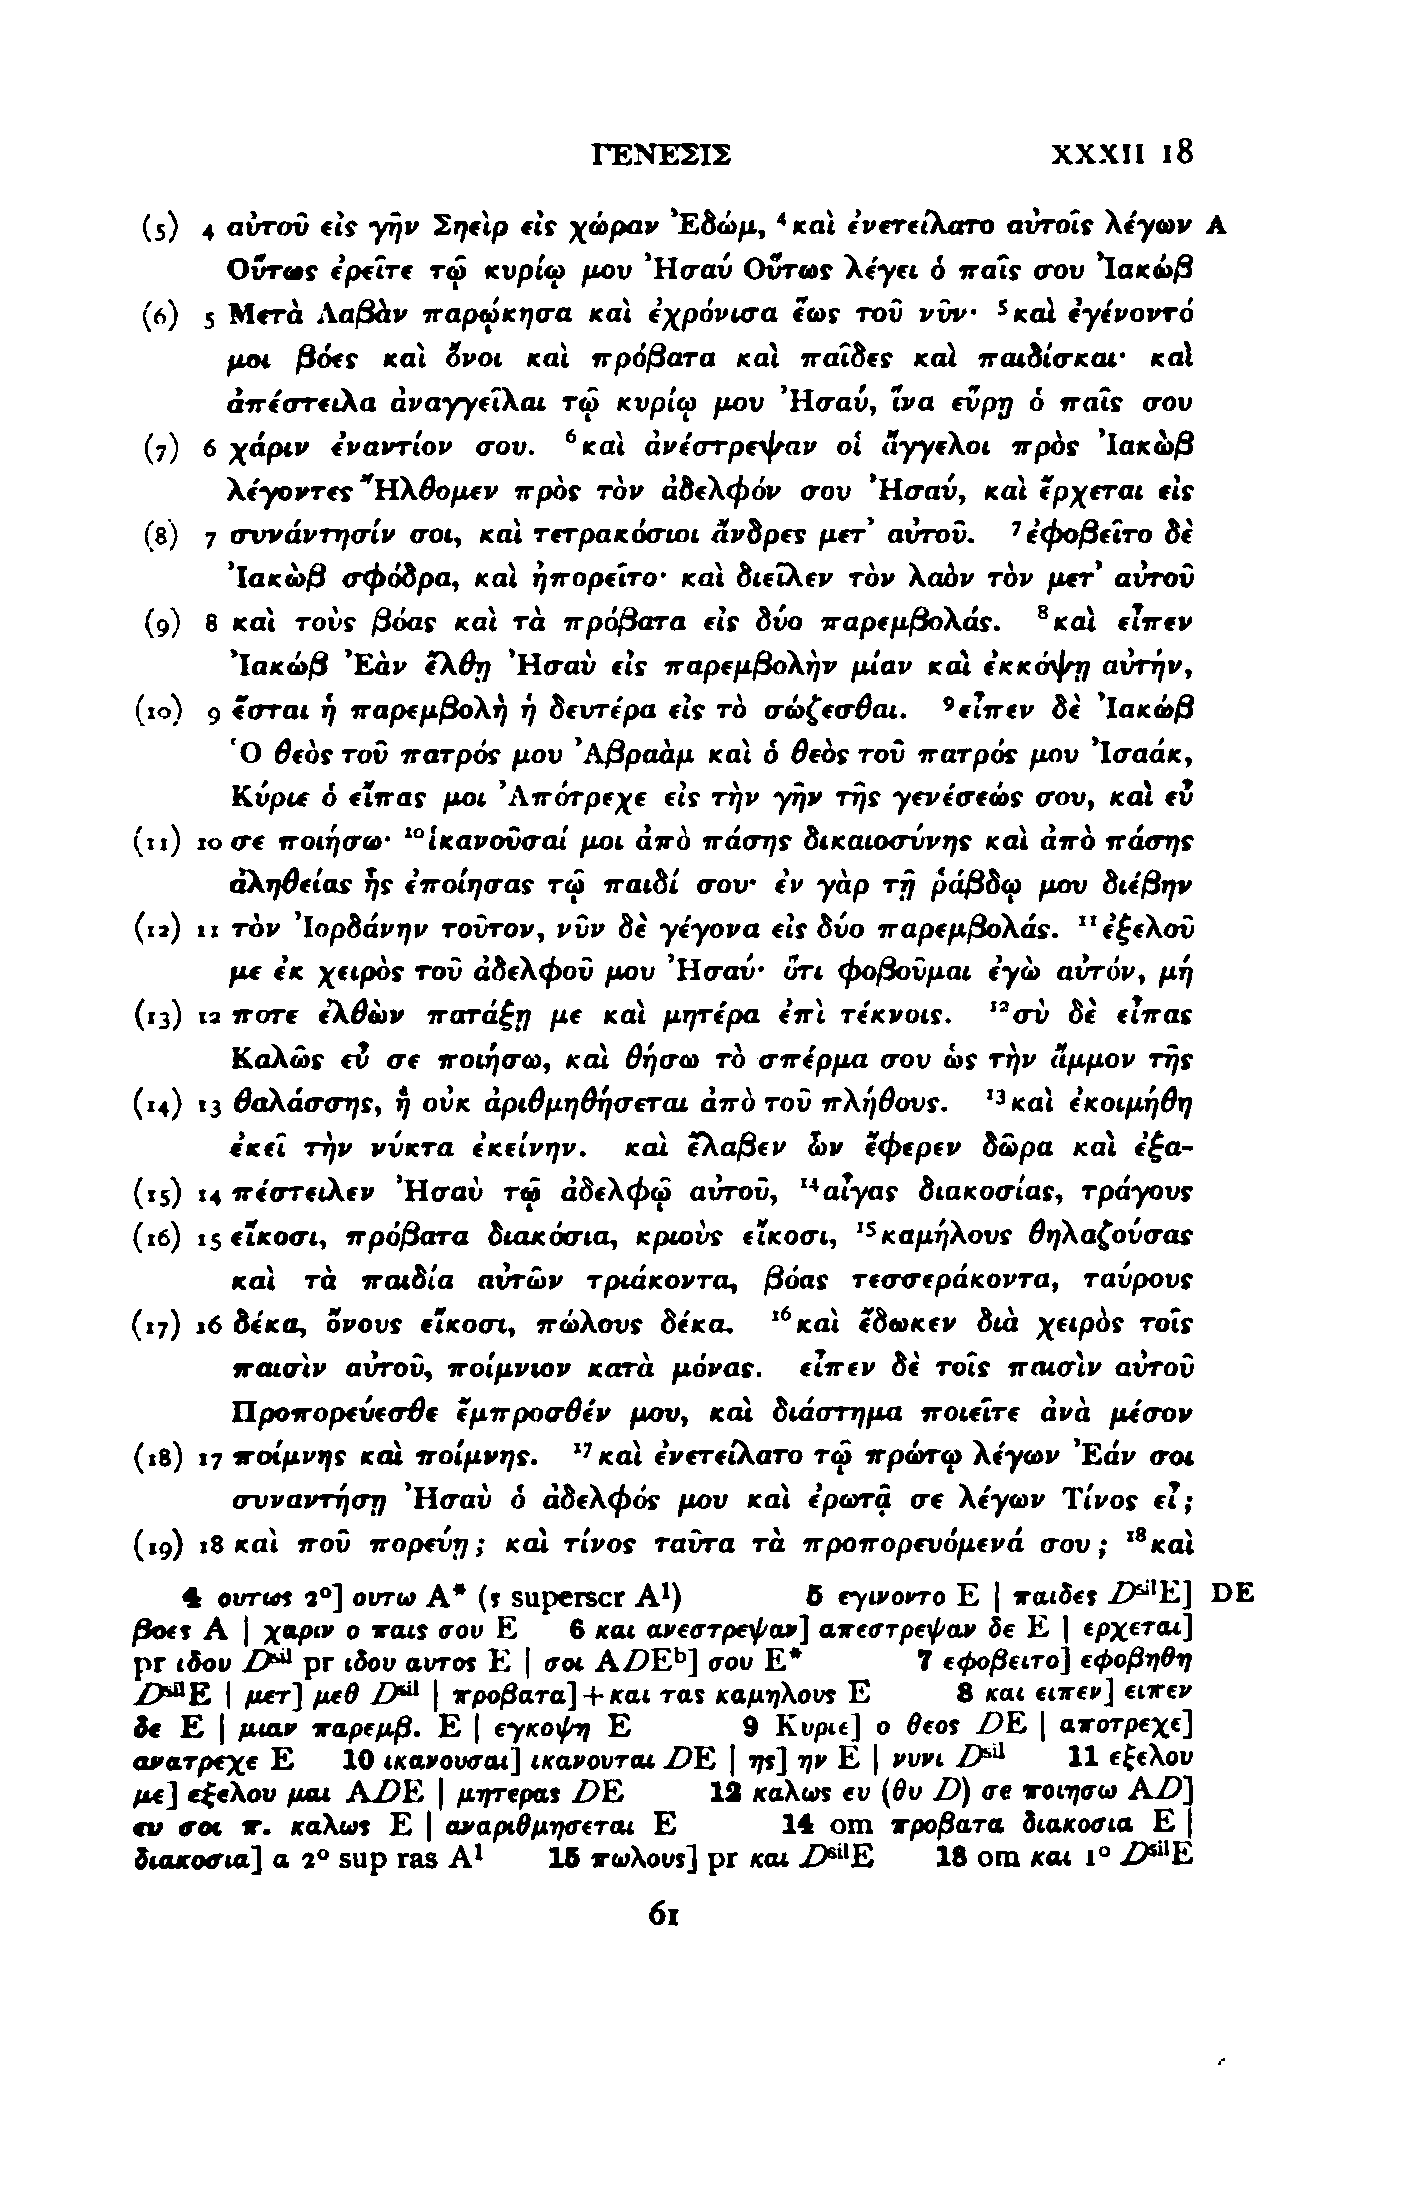 ΓΕΝΕΣΙΣ XXXII 18
(5) 4 αὐτοῦ εἰς γῆν Σηεὶρ εἰς χώραν Ἐδώμ, ⁴καὶ ἐνετείλατο αὐτοῖς λέγων A
Οὕτως ἐρεῖτε τῷ κυρίῳ μου Ἠσαύ Οὕτως λέγει ὁ παῖς σου Ἰακώβ
(6) 5 Μετὰ Λαβὰν παρῴκησα καὶ ἐχρόνισα ἕως τοῦ νῦν· ⁵καὶ ἐγένοντό
μοι βόες καὶ ὄνοι καὶ πρόβατα καὶ παῖδες καὶ παιδίσκαι· καὶ
ἀπέστειλα ἀναγγεῖλαι τῷ κυρίῳ μου Ἠσαύ, ἵνα εὕρῃ ὁ παῖς σου
(7) 6 χάριν ἐναντίον σου. ⁶καὶ ἀνέστρεψαν οἱ ἄγγελοι πρὸς Ἰακὼβ
λέγοντες Ἤλθομεν πρὸς τὸν ἀδελφόν σου Ἠσαύ, καὶ ἔρχεται εἰς
(8) 7 συνάντησίν σοι, καὶ τετρακόσιοι ἄνδρες μετ᾽ αὐτοῦ. ⁷ἐφοβεῖτο δὲ
Ἰακὼβ σφόδρα, καὶ ἠπορεῖτο· καὶ διεῖλεν τὸν λαὸν τὸν μετ᾽ αὐτοῦ
(9) 8 καὶ τοὺς βόας καὶ τὰ πρόβατα εἰς δύο παρεμβολάς. ⁸καὶ εἶπεν
Ἰακώβ Ἐὰν ἔλθῃ Ἠσαὺ εἰς παρεμβολὴν μίαν καὶ ἐκκόψῃ αὐτήν,
(10) 9 ἔσται ἡ παρεμβολὴ ἡ δευτέρα εἰς τὸ σώζεσθαι. ⁹εἶπεν δὲ Ἰακώβ
Ὁ θεὸς τοῦ πατρός μου Ἀβραὰμ καὶ ὁ θεὸς τοῦ πατρός μου Ἰσαάκ,
Κύριε ὁ εἴπας μοι Ἀπότρεχε εἰς τὴν γῆν τῆς γενέσεώς σου, καὶ εὖ
(11) 10 σε ποιήσω· ¹⁰ἱκανοῦσαί μοι ἀπὸ πάσης δικαιοσύνης καὶ ἀπὸ πάσης
ἀληθείας ἧς ἐποίησας τῷ παιδί σου· ἐν γὰρ τῇ ῥάβδῳ μου διέβην
(12) 11 τὸν Ἰορδάνην τοῦτον, νῦν δὲ γέγονα εἰς δύο παρεμβολάς. ¹¹ἐξελοῦ
με ἐκ χειρὸς τοῦ ἀδελφοῦ μου Ἠσαύ· ὅτι φοβοῦμαι ἐγὼ αὐτόν, μή
(13) 12 ποτε ἐλθὼν πατάξῃ με καὶ μητέρα ἐπὶ τέκνοις. ¹²σὺ δὲ εἶπας
Καλῶς εὖ σε ποιήσω, καὶ θήσω τὸ σπέρμα σου ὡς τὴν ἄμμον τῆς
(14) 13 θαλάσσης, ἣ οὐκ ἀριθμηθήσεται ἀπὸ τοῦ πλήθους. ¹³καὶ ἐκοιμήθη
ἐκεῖ τὴν νύκτα ἐκείνην. καὶ ἔλαβεν ὧν ἔφερεν δῶρα καὶ ἐξα-
(15) 14 πέστειλεν Ἠσαὺ τῷ ἀδελφῷ αὐτοῦ, ¹⁴αἶγας διακοσίας, τράγους
(16) 15 εἴκοσι, πρόβατα διακόσια, κριοὺς εἴκοσι, ¹⁵καμήλους θηλαζούσας
καὶ τὰ παιδία αὐτῶν τριάκοντα, βόας τεσσεράκοντα, ταύρους
(17) 16 δέκα, ὄνους εἴκοσι, πώλους δέκα. ¹⁶καὶ ἔδωκεν διὰ χειρὸς τοῖς
παισὶν αὐτοῦ, ποίμνιον κατὰ μόνας. εἶπεν δὲ τοῖς παισὶν αὐτοῦ
Προπορεύεσθε ἔμπροσθέν μου, καὶ διάστημα ποιεῖτε ἀνὰ μέσον
(18) 17 ποίμνης καὶ ποίμνης. ¹⁷καὶ ἐνετείλατο τῷ πρώτῳ λέγων Ἐάν σοι
συναντήσῃ Ἠσαὺ ὁ ἀδελφός μου καὶ ἐρωτᾷ σε λέγων Τίνος εἶ;
(19) 18 καὶ ποῦ πορεύῃ; καὶ τίνος ταῦτα τὰ προπορευόμενά σου; ¹⁸καὶ
4 ουτως 2°] ουτω A* (ς superscr A¹) 5 εγινοντο E | παιδες DˢⁱˡE] DE
βοες A | χαριν ο παις σου E 6 και ανεστρεψαν] απεστρεψαν δε E | ερχεται]
pr ιδου Dˢⁱˡ pr ιδου αυτος E | σοι ADEᵇ] σου E* 7 εφοβειτο] εφοβηθη
DˢⁱˡE | μετ] μεθ Dˢⁱˡ | προβατα]+και τας καμηλους E 8 και ειπεν] ειπεν
δε E | μιαν παρεμβ. E | εγκοψη E 9 Κυριε] ο θεος DE | αποτρεχε]
ανατρεχε E 10 ικανουσαι] ικανουται DE | ης] ην E | νυνι Dˢⁱˡ 11 εξελου
με] εξελου μαι ADE | μητερας DE 12 καλως ευ (θυ D) σε ποιησω AD]
ευ σοι π. καλως E | αναριθμησεται E 14 om προβατα διακοσια E |
διακοσια] α 2° sup ras A¹ 15 πωλους] pr και DˢⁱˡE 18 om και 1° DˢⁱˡE
61